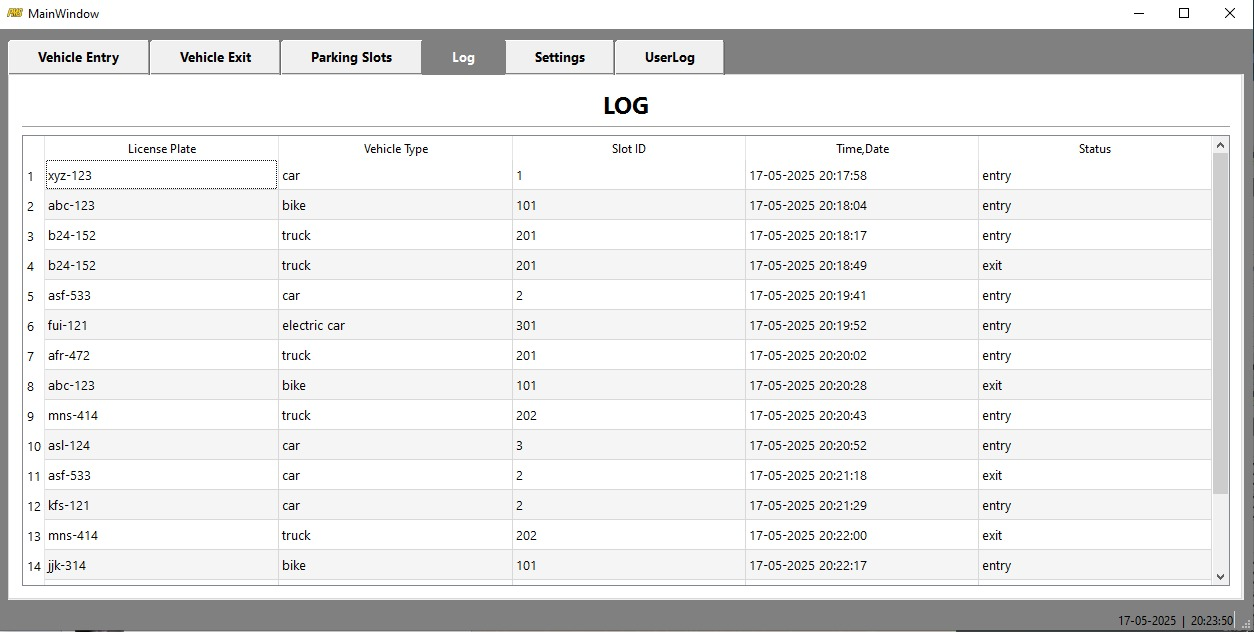 MainWindow
Vehicle Entry Vehicle Exit Parking Slots Log Settings UserLog
LOG
License Plate Vehicle Type Slot ID Time,Date Status
1 xyz-123 car 1 17-05-2025 20:17:58 entry
2 abc-123 bike 101 17-05-2025 20:18:04 entry
3 b24-152 truck 201 17-05-2025 20:18:17 entry
4 b24-152 truck 201 17-05-2025 20:18:49 exit
5 asf-533 car 2 17-05-2025 20:19:41 entry
6 fui-121 electric car 301 17-05-2025 20:19:52 entry
7 afr-472 truck 201 17-05-2025 20:20:02 entry
8 abc-123 bike 101 17-05-2025 20:20:28 exit
9 mns-414 truck 202 17-05-2025 20:20:43 entry
10 asl-124 car 3 17-05-2025 20:20:52 entry
11 asf-533 car 2 17-05-2025 20:21:18 exit
12 kfs-121 car 2 17-05-2025 20:21:29 entry
13 mns-414 truck 202 17-05-2025 20:22:00 exit
14 jjk-314 bike 101 17-05-2025 20:22:17 entry
17-05-2025 | 20:23:50